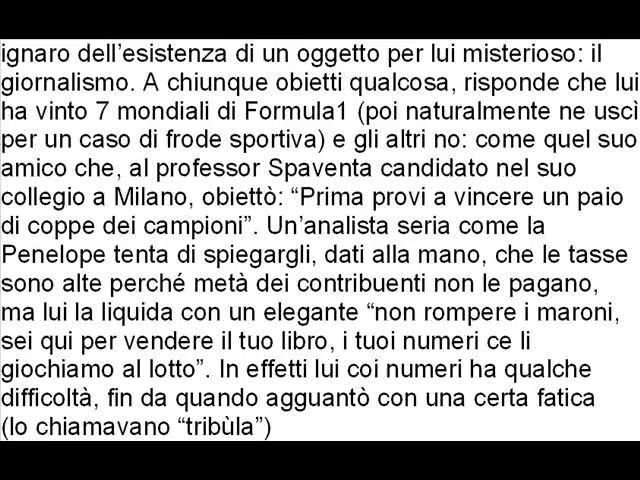 ignaro dell’esistenza di un oggetto per lui misterioso: il
giornalismo. A chiunque obietti qualcosa, risponde che lui
ha vinto 7 mondiali di Formula1 (poi naturalmente ne uscì
per un caso di frode sportiva) e gli altri no: come quel suo
amico che, al professor Spaventa candidato nel suo
collegio a Milano, obiettò: “Prima provi a vincere un paio
di coppe dei campioni”. Un’analista seria come la
Penelope tenta di spiegargli, dati alla mano, che le tasse
sono alte perché metà dei contribuenti non le pagano,
ma lui la liquida con un elegante “non rompere i maroni,
sei qui per vendere il tuo libro, i tuoi numeri ce li
giochiamo al lotto”. In effetti lui coi numeri ha qualche
difficoltà, fin da quando agguantò con una certa fatica
(lo chiamavano “tribùla”)